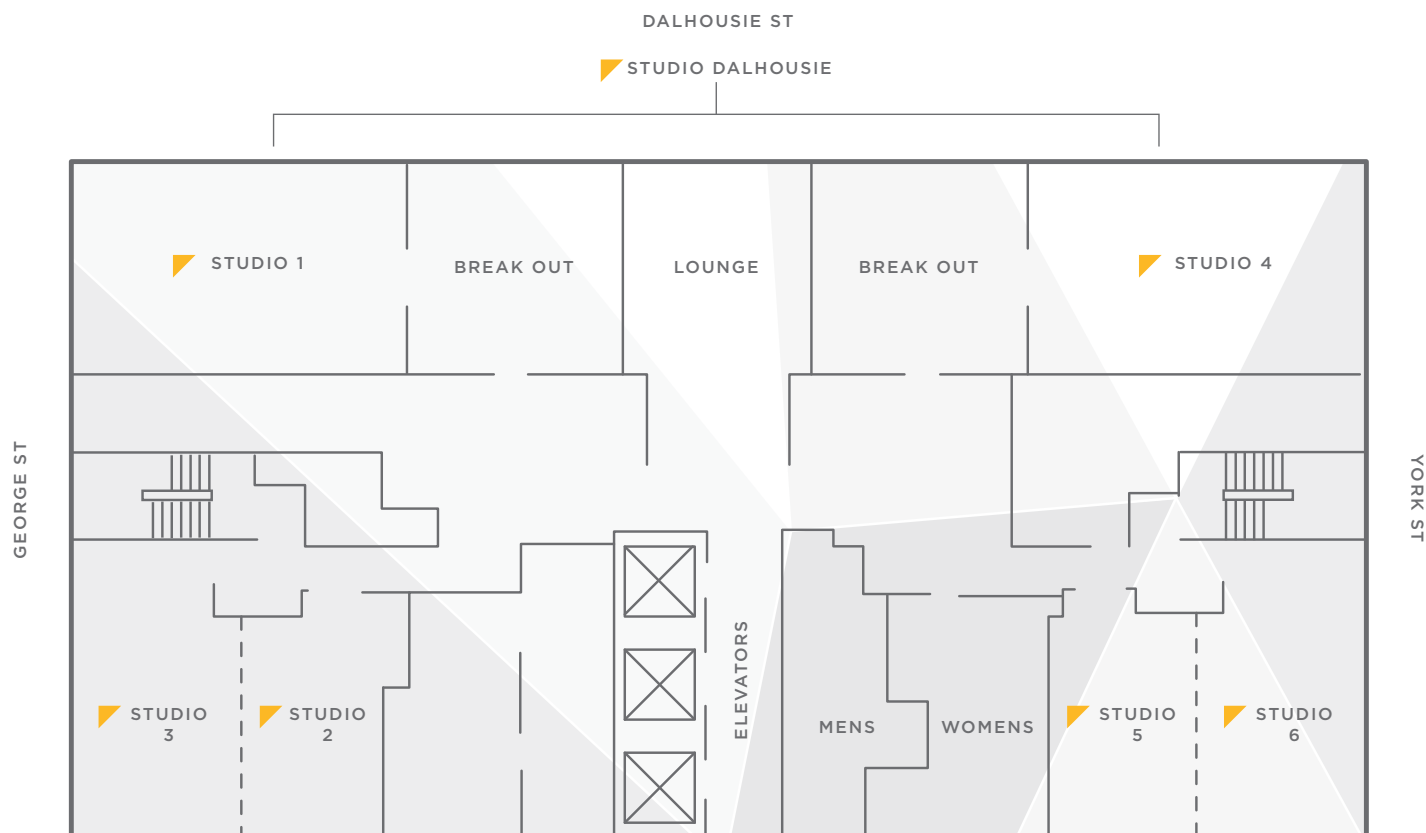 DALHOUSIE ST
STUDIO DALHOUSIE
STUDIO 1
BREAK OUT
LOUNGE
BREAK OUT
STUDIO 4
GEORGE ST
YORK ST
ELEVATORS
STUDIO
3
STUDIO
2
MENS
WOMENS
STUDIO
5
STUDIO
6